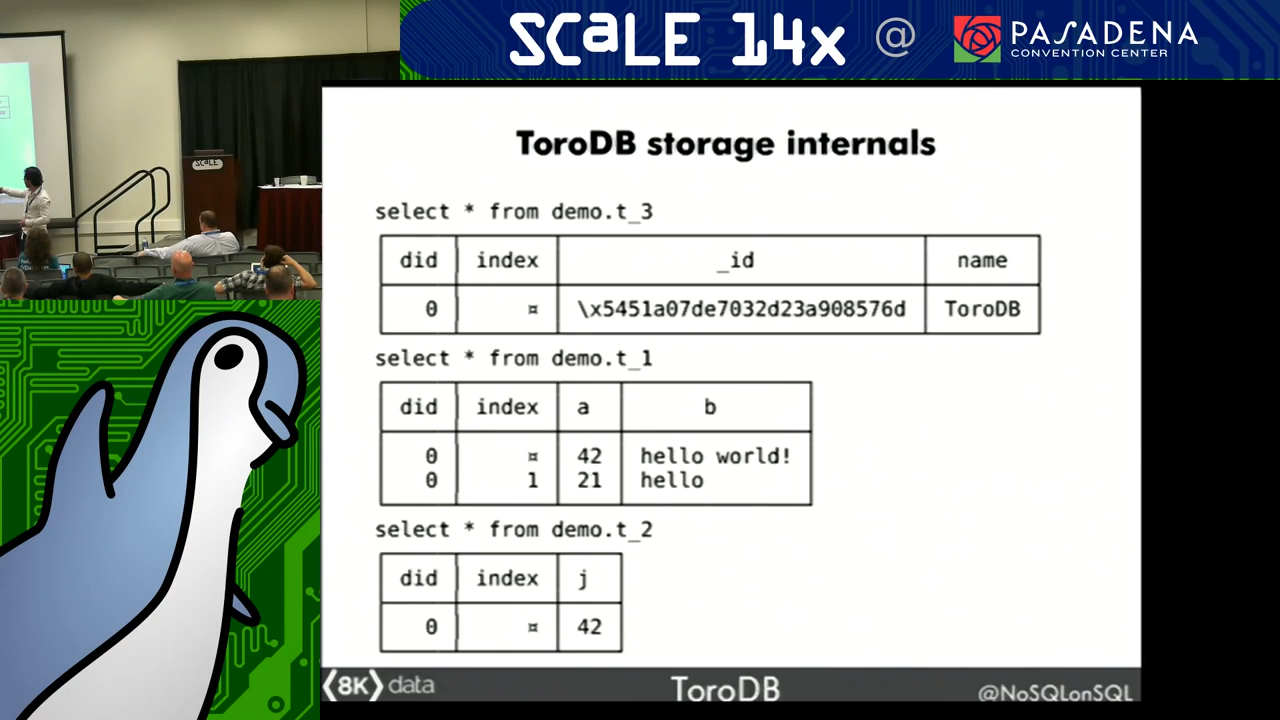 SCaLE 14x @ PASADENA
CONVENTION CENTER
SCALE
ToroDB storage internals
select * from demo.t_3
did index _id name
0 ¤ \x5451a07de7032d23a908576d ToroDB
select * from demo.t_1
did index a b
0 ¤ 42 hello world!
0 1 21 hello
select * from demo.t_2
did index j
0 ¤ 42
⟨8K⟩data ToroDB @NoSQLonSQL